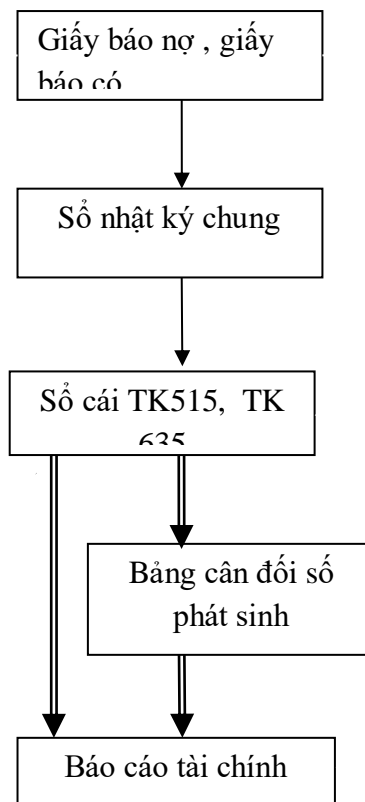 Giấy báo nợ , giấy
báo có
Sổ nhật ký chung
Sổ cái TK515, TK
635
Bảng cân đối số
phát sinh
Báo cáo tài chính